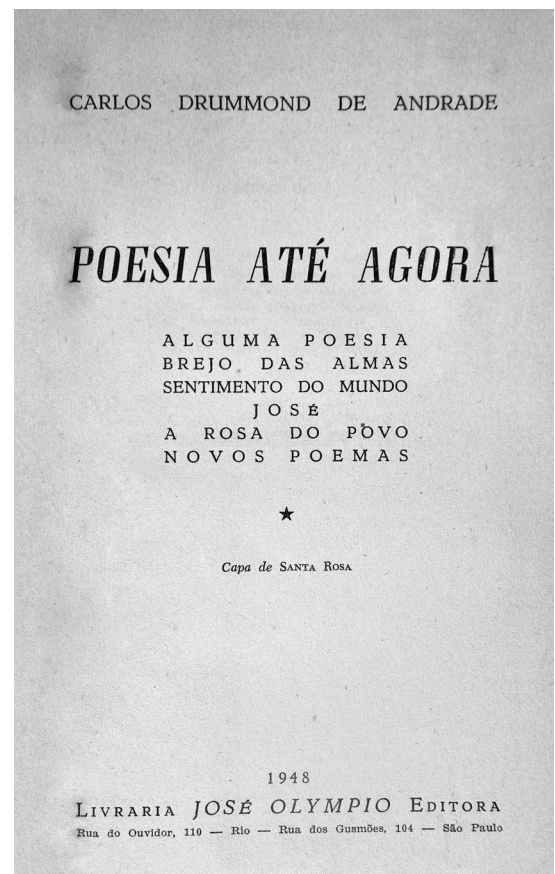 CARLOS DRUMMOND DE ANDRADE
POESIA ATÉ AGORA
ALGUMA POESIA
BREJO DAS ALMAS
SENTIMENTO DO MUNDO
JOSÉ
A ROSA DO POVO
NOVOS POEMAS
★
Capa de SANTA ROSA
1948
LIVRARIA JOSÉ OLYMPIO EDITORA
Rua do Ouvidor, 110 — Rio — Rua dos Gusmões, 104 — São Paulo